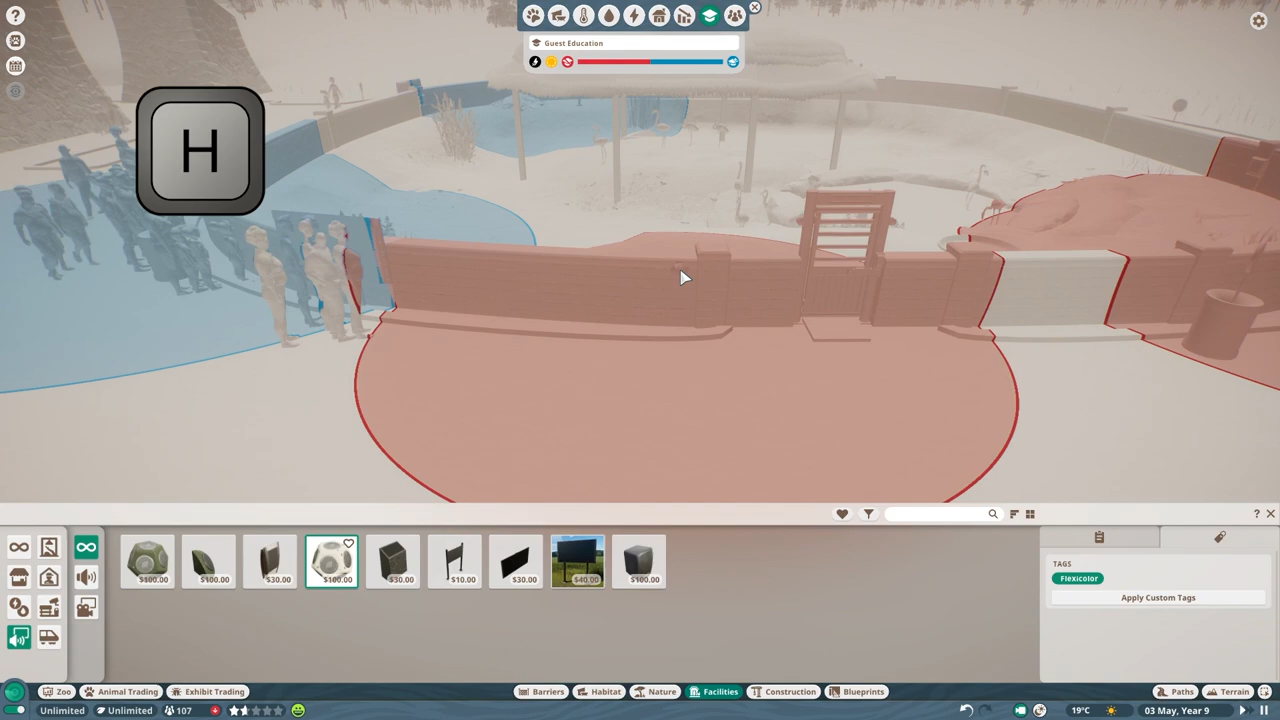 ?
Guest Education
H
$100.00
$100.00
$30.00
$100.00
$30.00
$10.00
$30.00
$40.00
$100.00
?
TAGS
Flexicolor
Apply Custom Tags
Zoo
Animal Trading
Exhibit Trading
Barriers
Habitat
Nature
Facilities
Construction
Blueprints
Paths
Terrain
Unlimited
Unlimited
107
19°C
03 May, Year 9